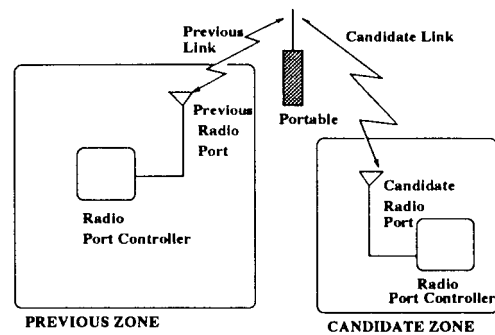 Previous
Link
Candidate Link
Portable
Previous
Radio
Port
Radio
Port Controller
PREVIOUS ZONE
Candidate
Radio
Port
Radio
Port Controller
CANDIDATE ZONE